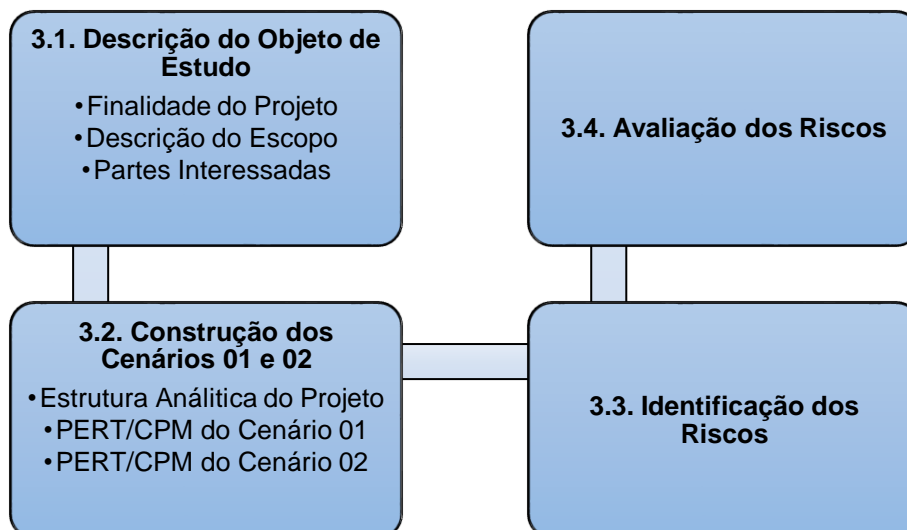 3.1. Descrição do Objeto de
Estudo
•Finalidade do Projeto
•Descrição do Escopo
•Partes Interessadas
3.2. Construção dos
Cenários 01 e 02
•Estrutura Análitica do Projeto
•PERT/CPM do Cenário 01
•PERT/CPM do Cenário 02
3.3. Identificação dos
Riscos
3.4. Avaliação dos Riscos